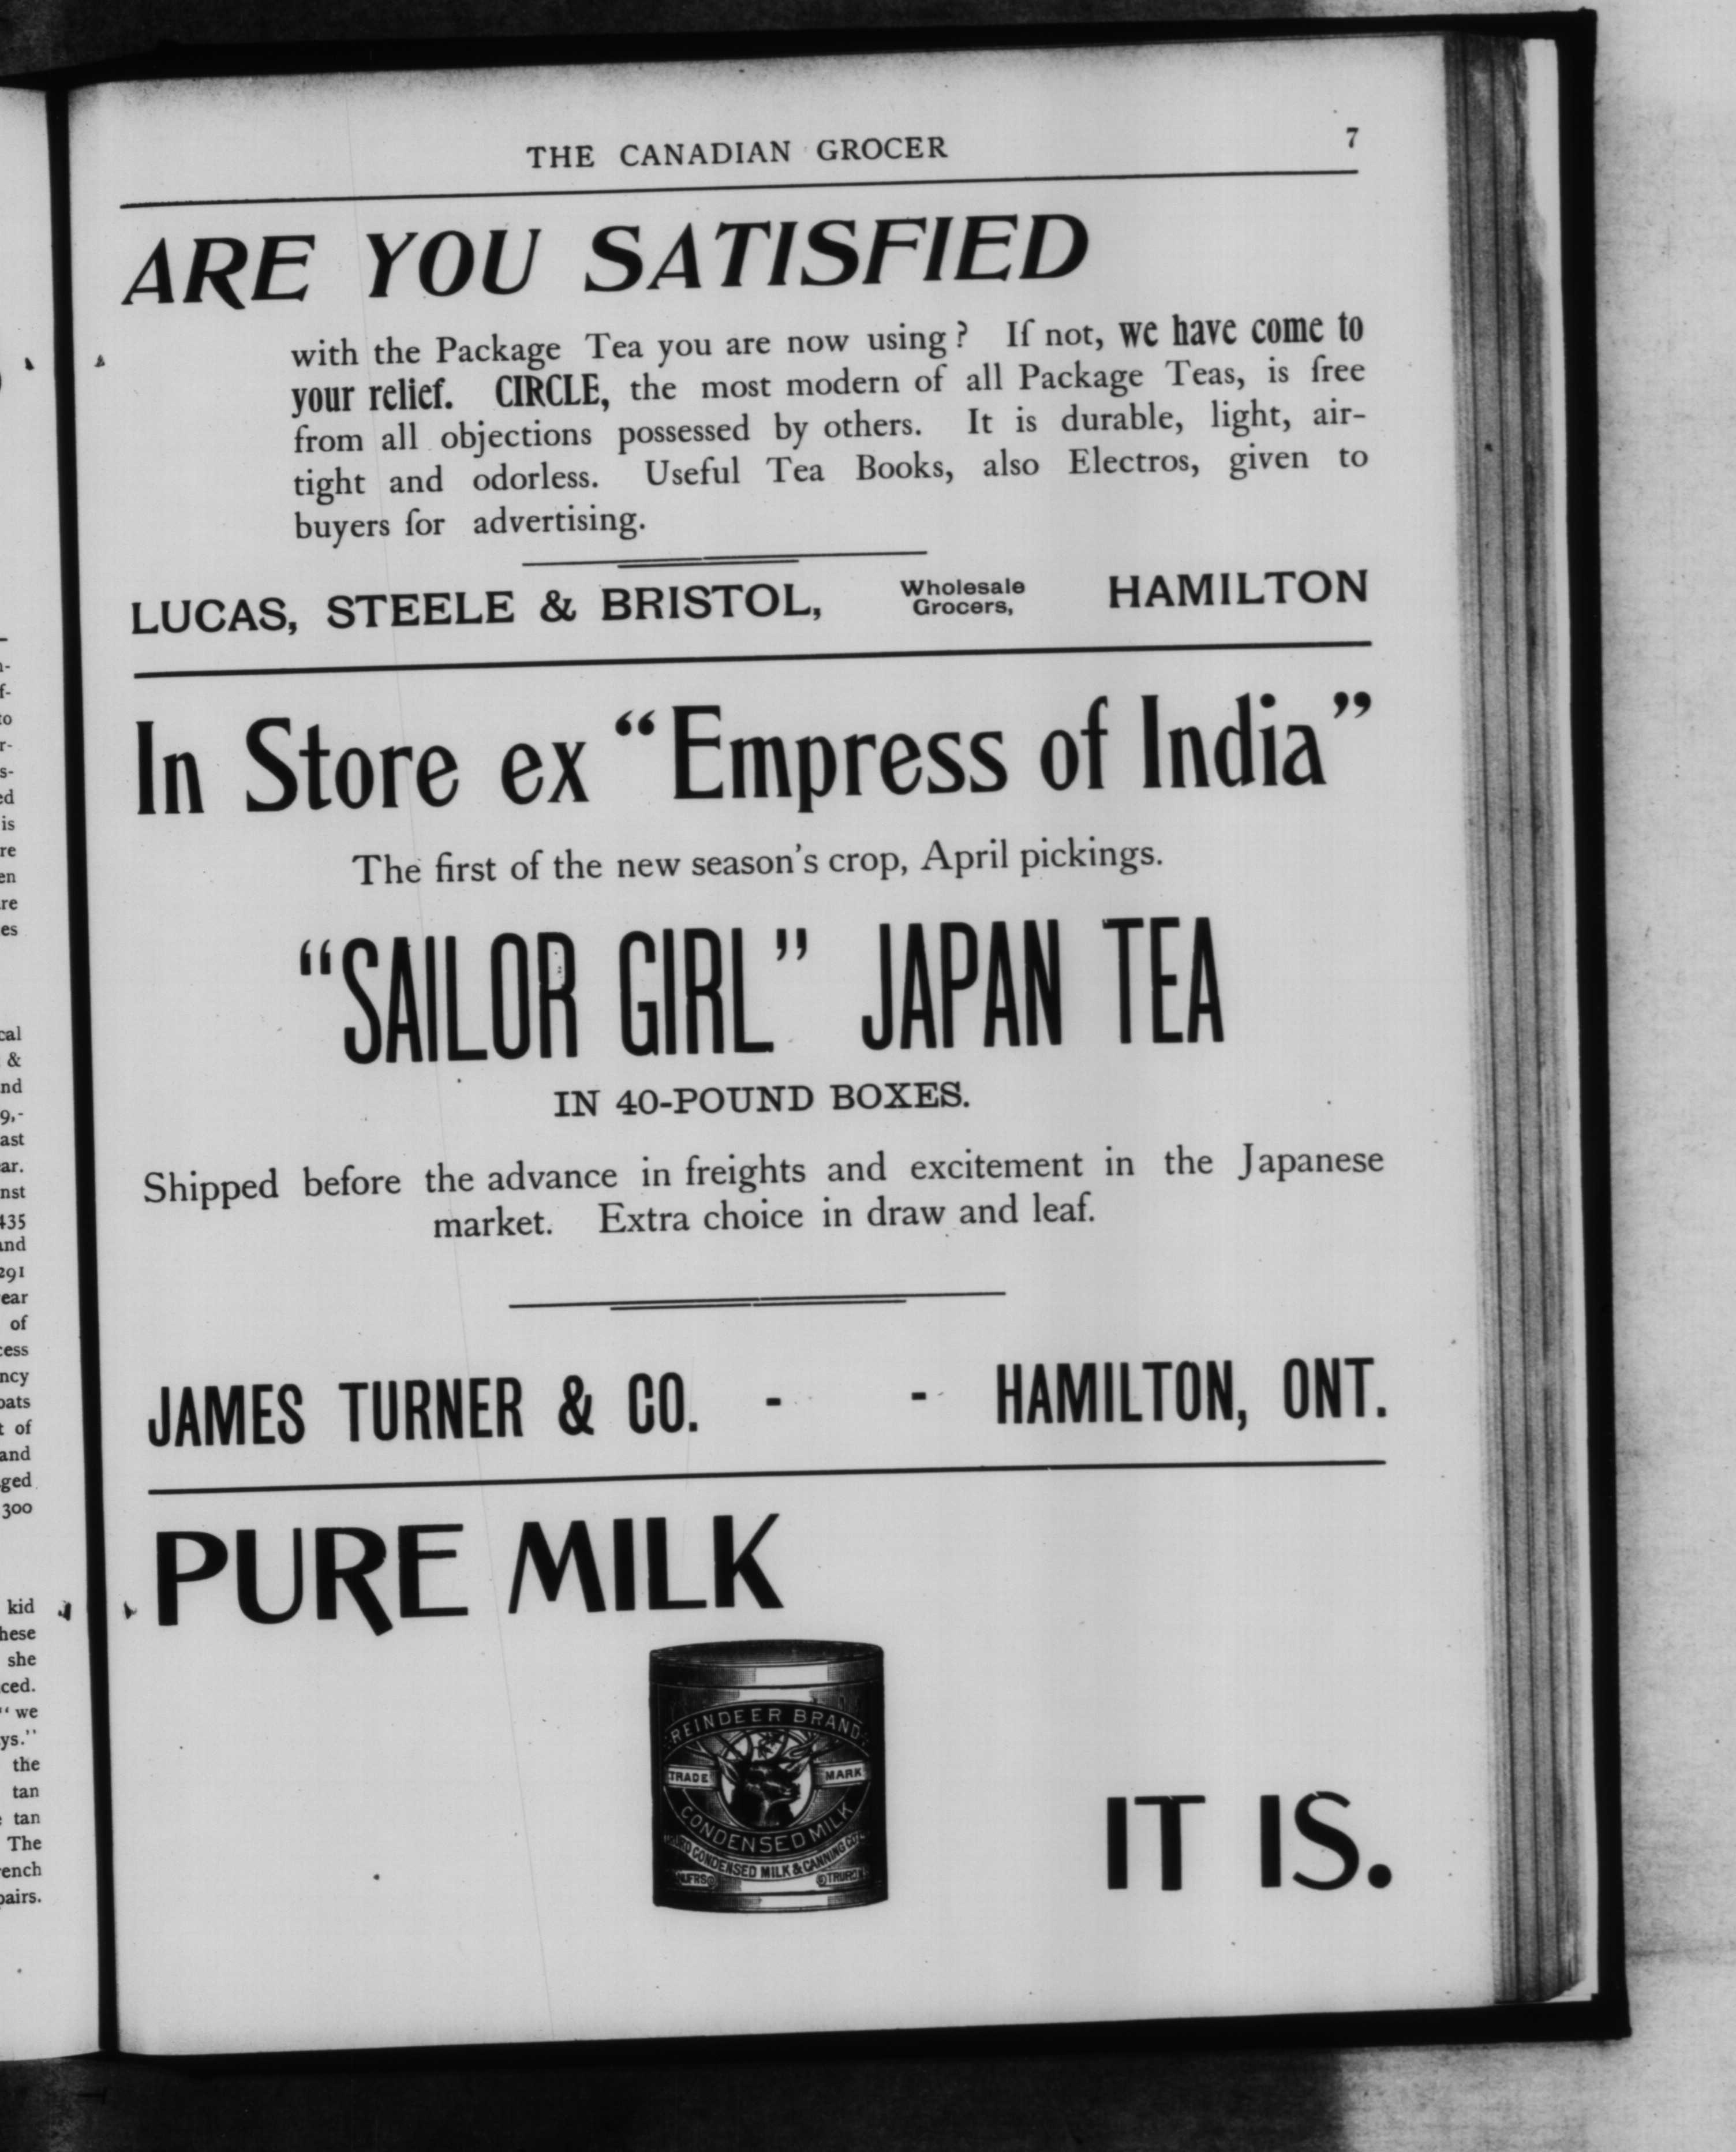 THE CANADIAN GROCER 7
ARE YOU SATISFIED
with the Package Tea you are now using? If not, we have come to
your relief. CIRCLE, the most modern of all Package Teas, is free
from all objections possessed by others. It is durable, light, air-
tight and odorless. Useful Tea Books, also Electros, given to
buyers for advertising.
LUCAS, STEELE & BRISTOL, Wholesale Grocers, HAMILTON
In Store ex "Empress of India"
The first of the new season's crop, April pickings.
"SAILOR GIRL" JAPAN TEA
IN 40-POUND BOXES.
Shipped before the advance in freights and excitement in the Japanese
market. Extra choice in draw and leaf.
JAMES TURNER & CO. - - HAMILTON, ONT.
PURE MILK
REINDEER BRAND
TRADE MARK
CONDENSED MILK
CONDENSED MILK & CANNING CO
IT IS.